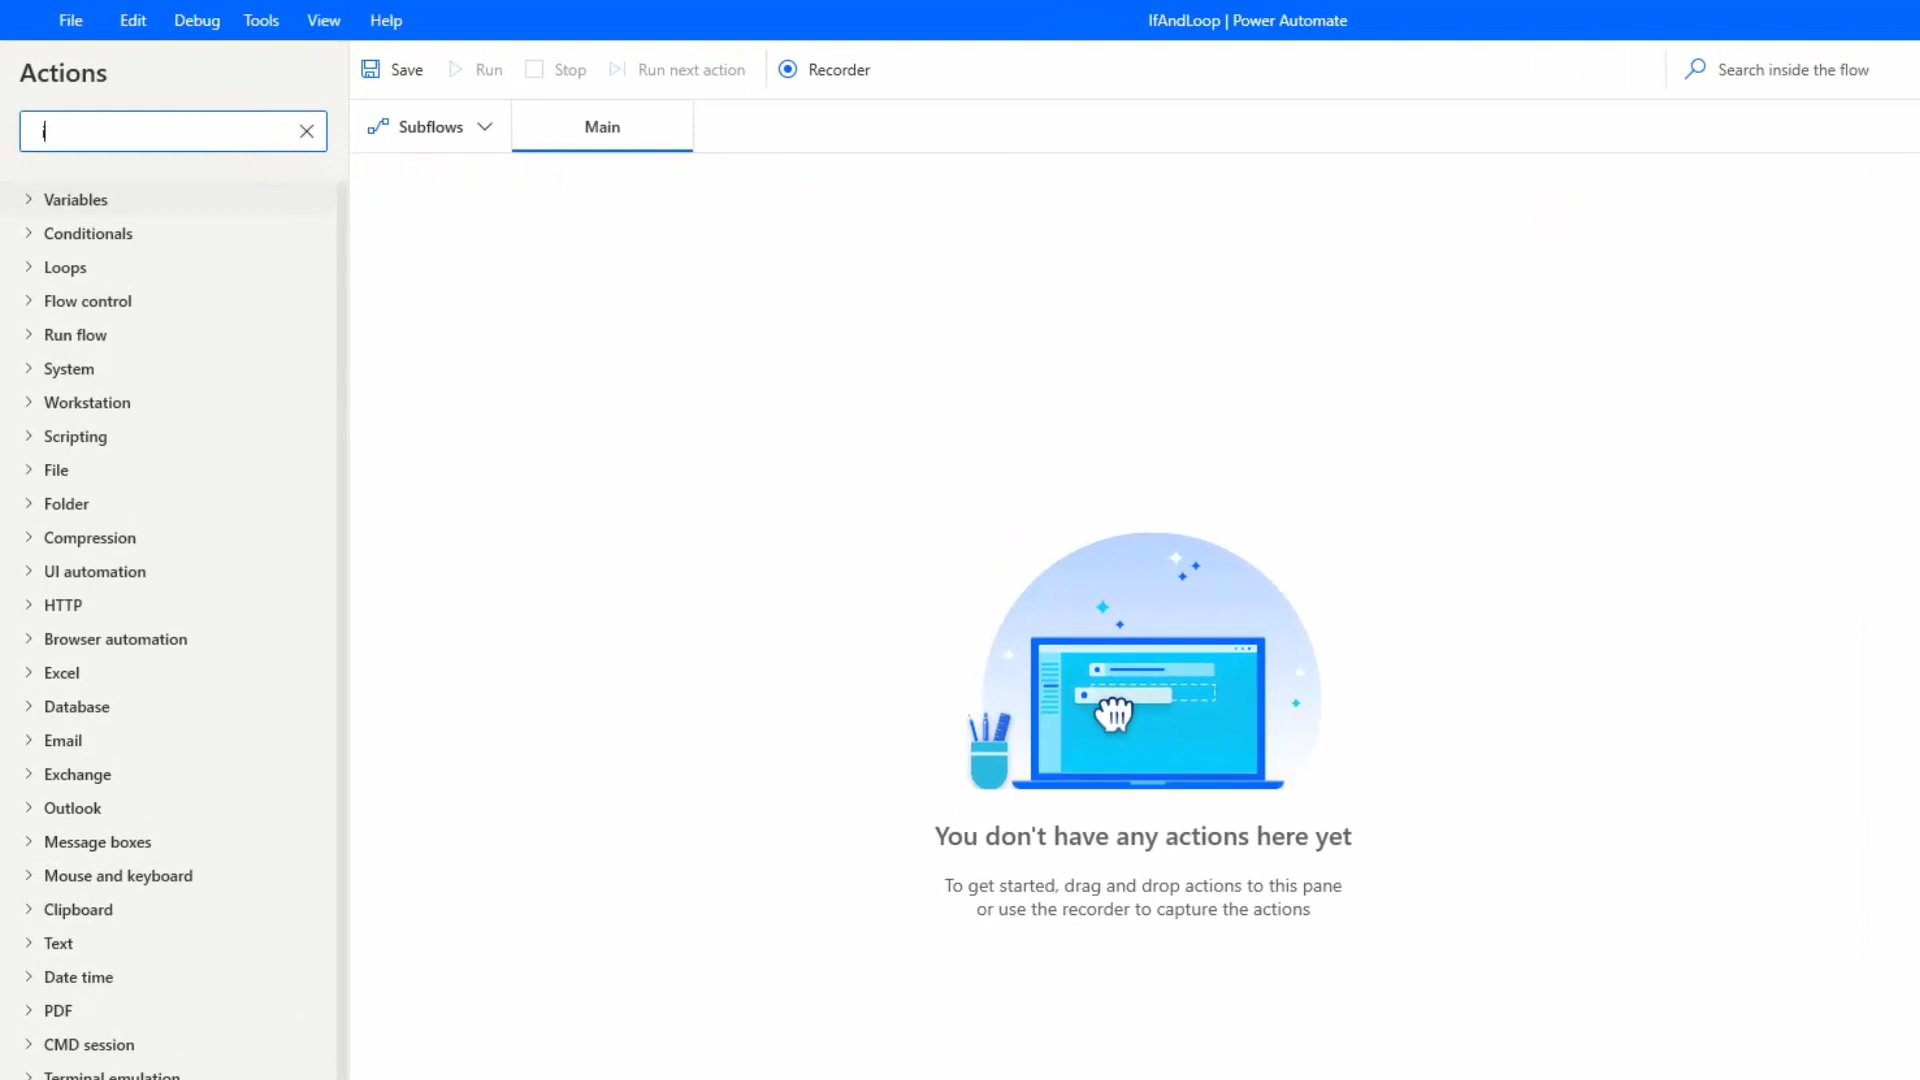 File Edit Debug Tools View Help IfAndLoop | Power Automate
Actions
Save Run Stop Run next action Recorder Search inside the flow
i
Subflows Main
Variables
Conditionals
Loops
Flow control
Run flow
System
Workstation
Scripting
File
Folder
Compression
UI automation
HTTP
Browser automation
Excel
Database
Email
Exchange
Outlook
Message boxes
Mouse and keyboard
Clipboard
Text
Date time
PDF
CMD session
Terminal emulation
You don't have any actions here yet
To get started, drag and drop actions to this pane
or use the recorder to capture the actions